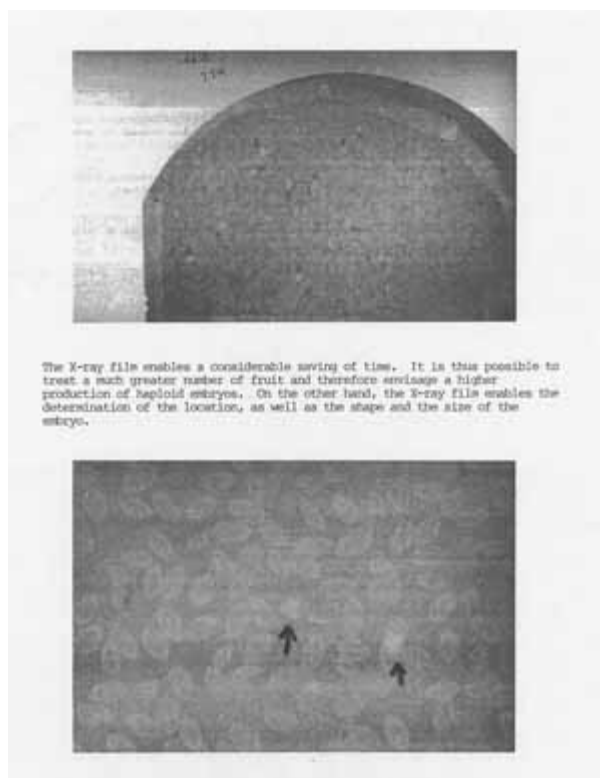 The X-ray film enables a considerable saving of time. It is thus possible to
treat a much greater number of fruit and therefore envisage a higher
production of haploid embryos. On the other hand, the X-ray film enables the
determination of the location, as well as the shape and the size of the
embryo.